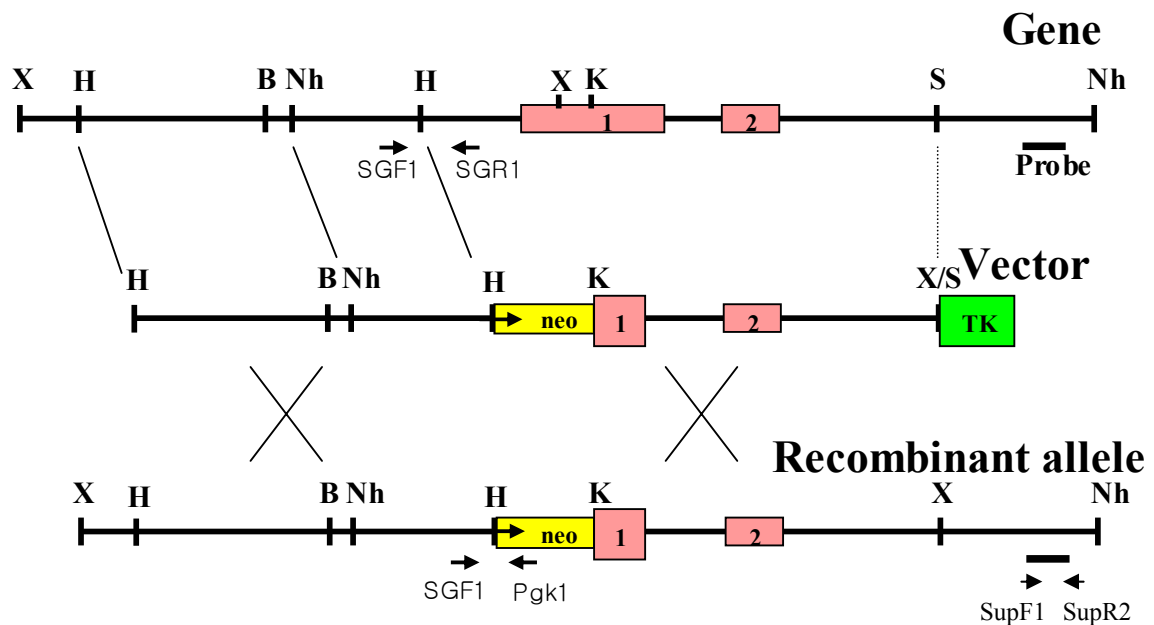 Gene
X H B Nh H X K S Nh
1 2
SGF1 SGR1 Probe
Vector
H B Nh H K X/S
neo 1 2 TK
Recombinant allele
X H B Nh H K X Nh
neo 1 2
SGF1 Pgk1 SupF1 SupR2